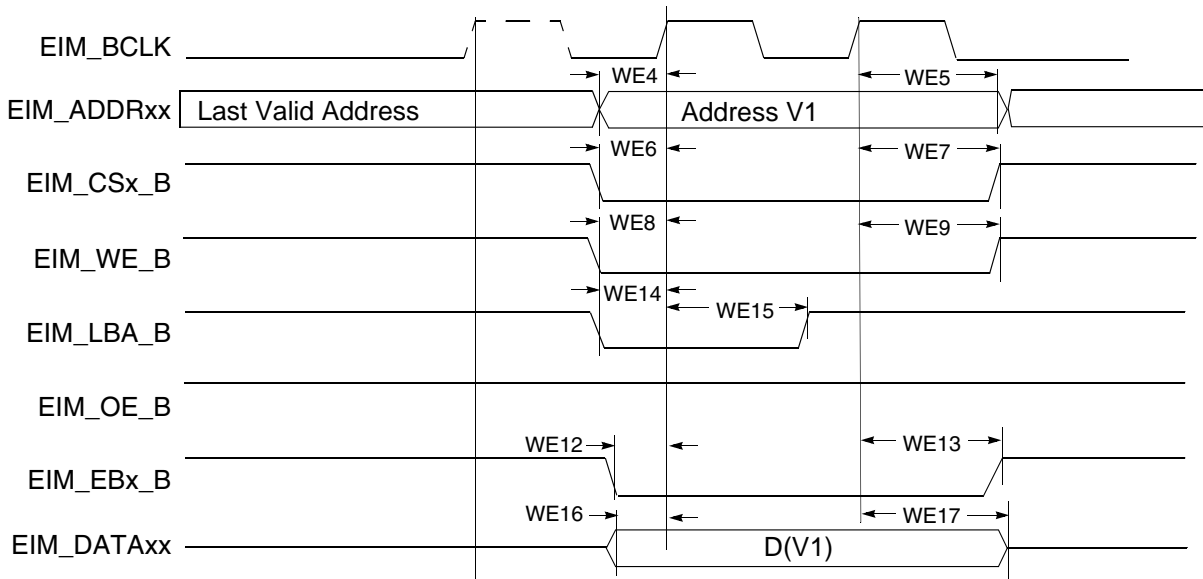 EIM_BCLK
WE4
WE5
EIM_ADDRxx
Last Valid Address
Address V1
WE6
WE7
EIM_CSx_B
WE8
WE9
EIM_WE_B
WE14
WE15
EIM_LBA_B
EIM_OE_B
WE12
WE13
EIM_EBx_B
WE16
WE17
EIM_DATAxx
D(V1)